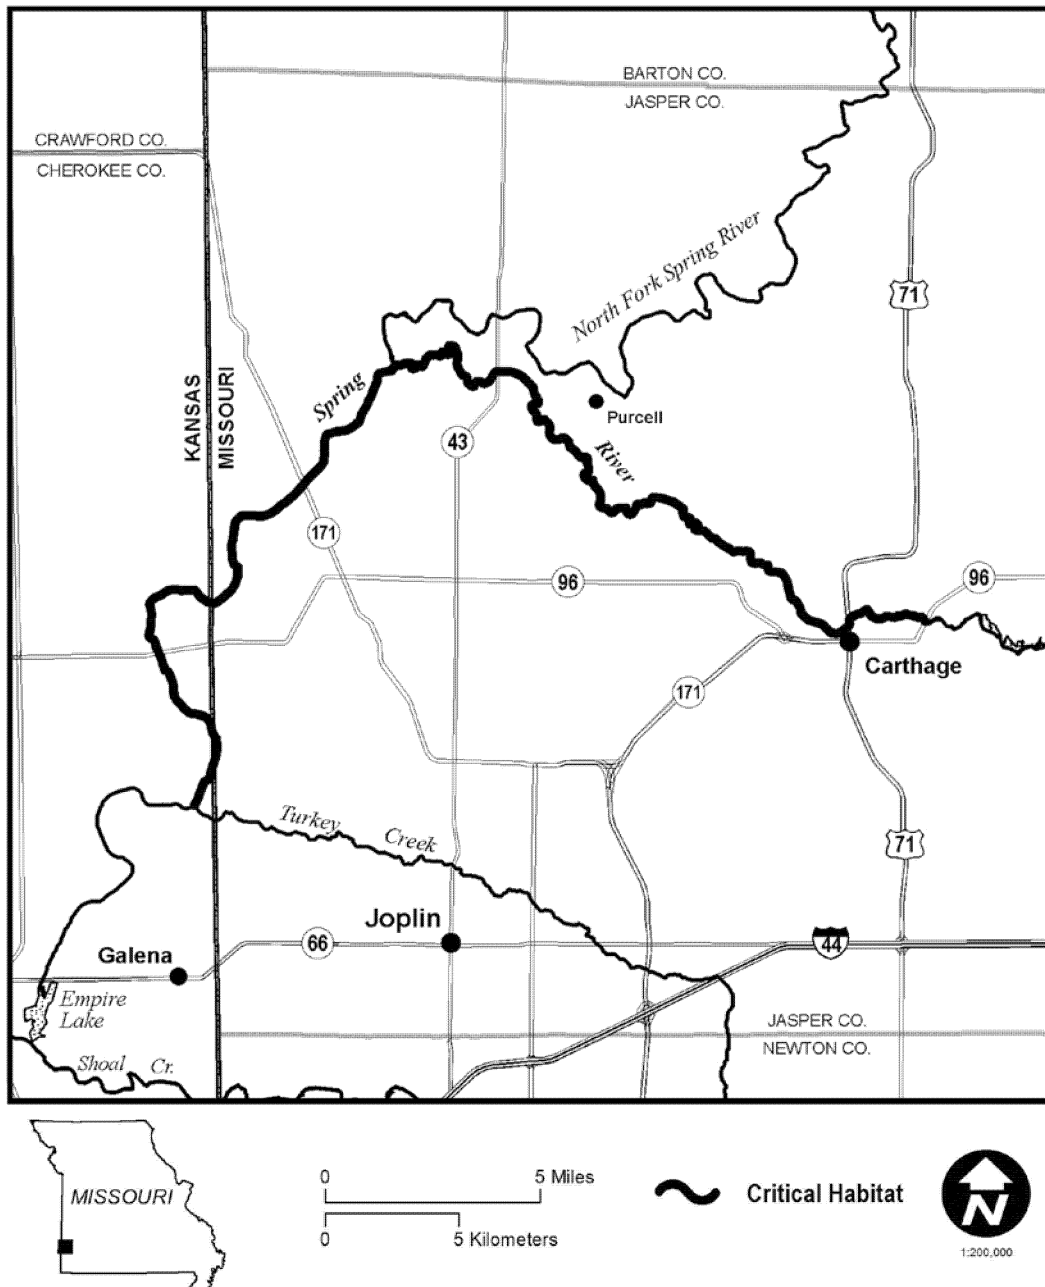 BARTON CO.
JASPER CO.
CRAWFORD CO.
CHEROKEE CO.
North Fork Spring River
71
KANSAS
MISSOURI
Spring
River
Purcell
43
171
96
96
Carthage
171
Turkey
Creek
71
Joplin
66
44
Galena
Empire
Lake
JASPER CO.
NEWTON CO.
Shoal Cr.
MISSOURI
0 5 Miles
0 5 Kilometers
Critical Habitat
N
1:200,000